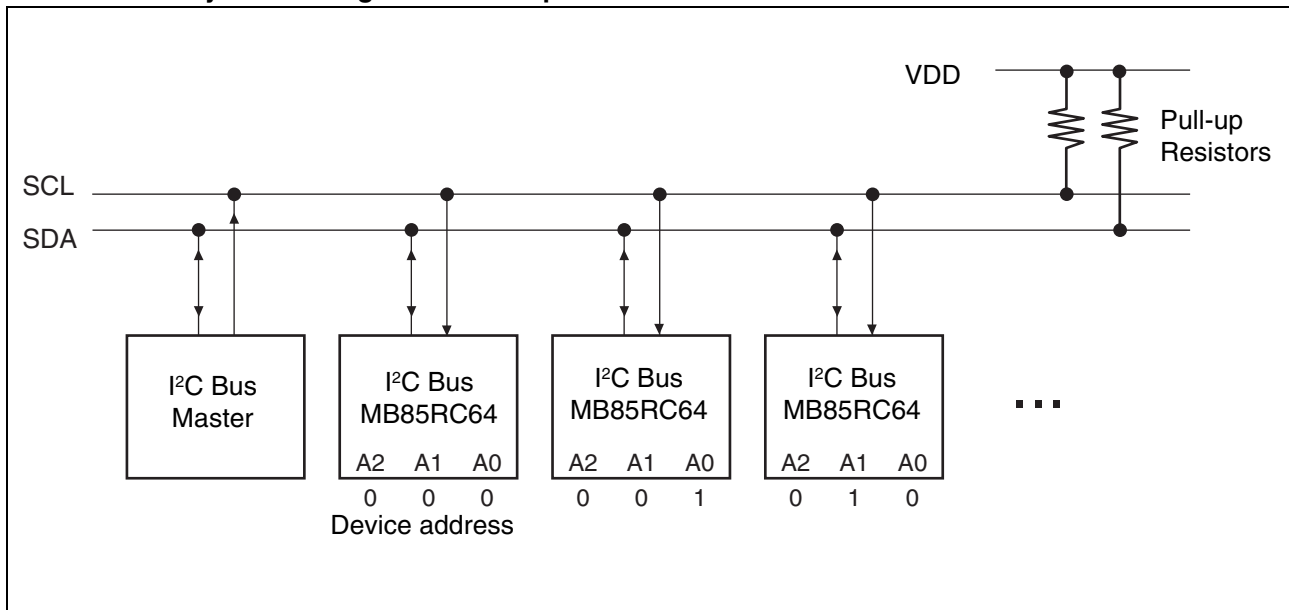 VDD
Pull-up
Resistors
SCL
SDA
I²C Bus
Master
I²C Bus
MB85RC64
A2 A1 A0
0 0 0
Device address
I²C Bus
MB85RC64
A2 A1 A0
0 0 1
I²C Bus
MB85RC64
A2 A1 A0
0 1 0
...